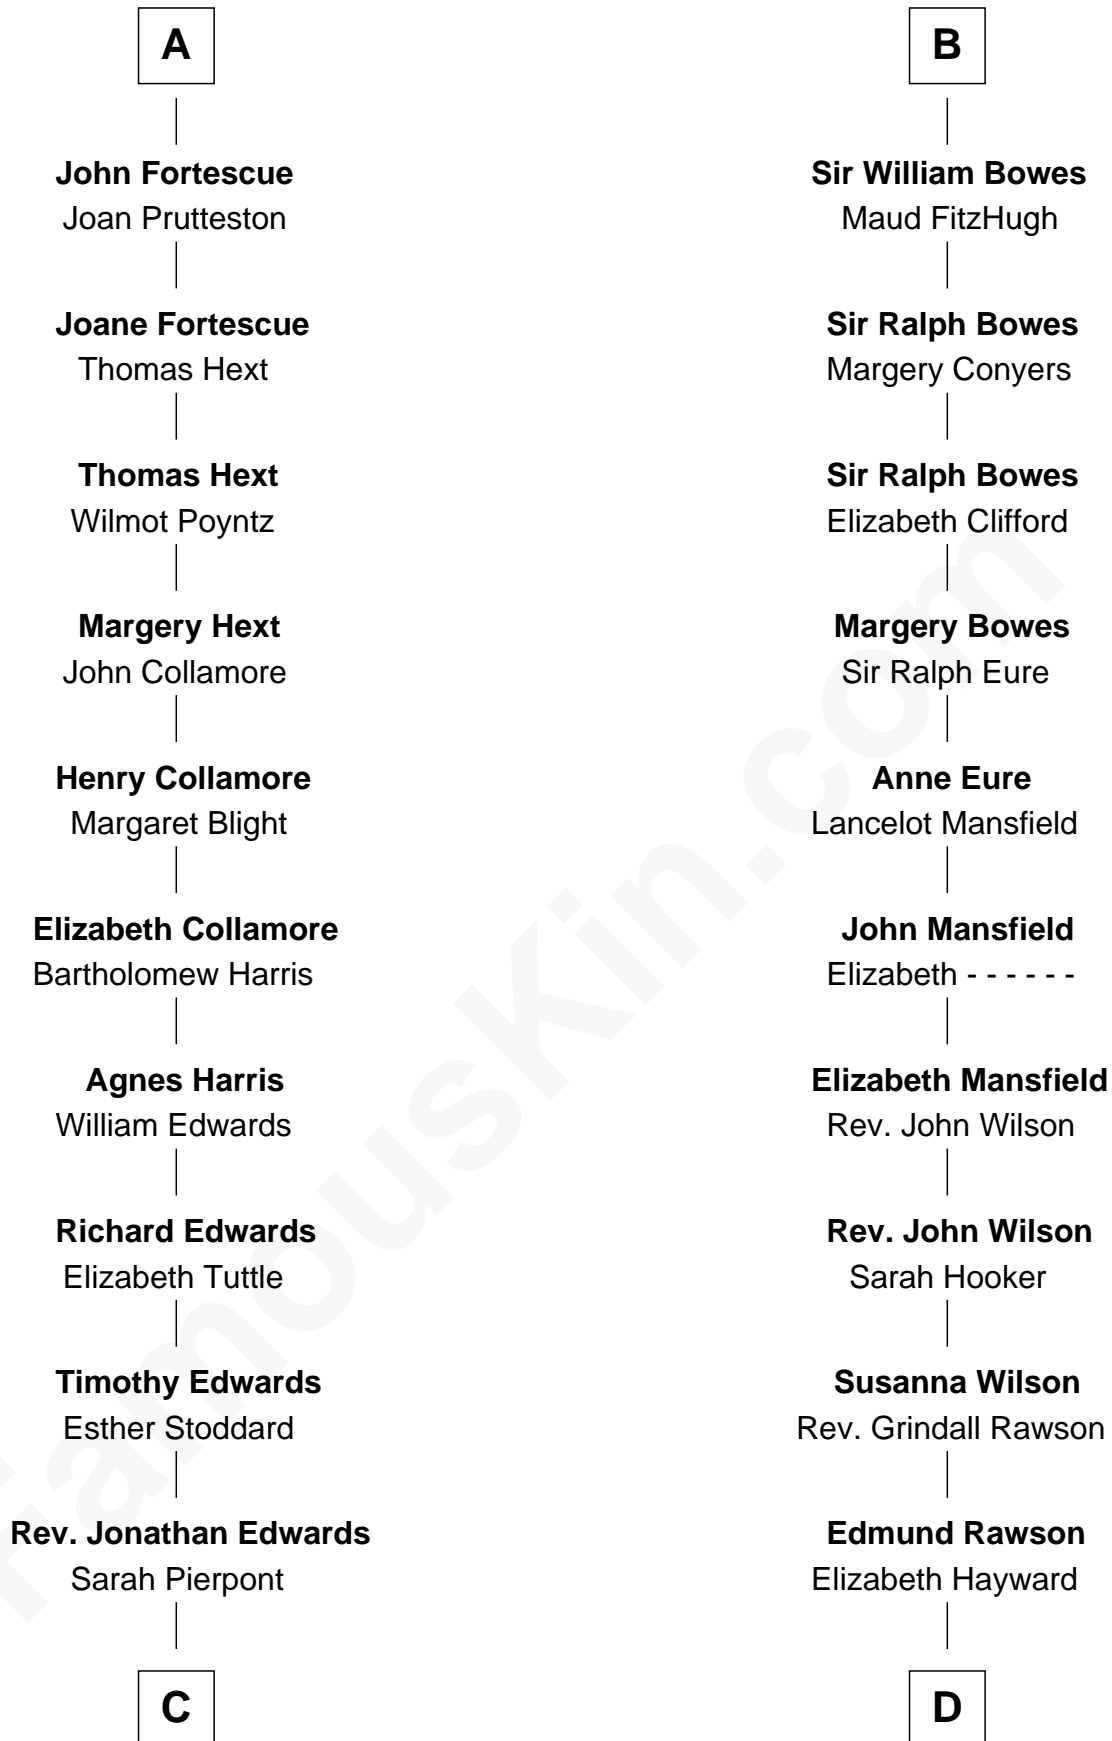 A
John Fortescue
Joan Prutteston
Joane Fortescue
Thomas Hext
Thomas Hext
Wilmot Poyntz
Margery Hext
John Collamore
Henry Collamore
Margaret Blight
Elizabeth Collamore
Bartholomew Harris
Agnes Harris
William Edwards
Richard Edwards
Elizabeth Tuttle
Timothy Edwards
Esther Stoddard
Rev. Jonathan Edwards
Sarah Pierpont
C
B
Sir William Bowes
Maud FitzHugh
Sir Ralph Bowes
Margery Conyers
Sir Ralph Bowes
Elizabeth Clifford
Margery Bowes
Sir Ralph Eure
Anne Eure
Lancelot Mansfield
John Mansfield
Elizabeth - - - - - -
Elizabeth Mansfield
Rev. John Wilson
Rev. John Wilson
Sarah Hooker
Susanna Wilson
Rev. Grindall Rawson
Edmund Rawson
Elizabeth Hayward
D
FamousKin.com